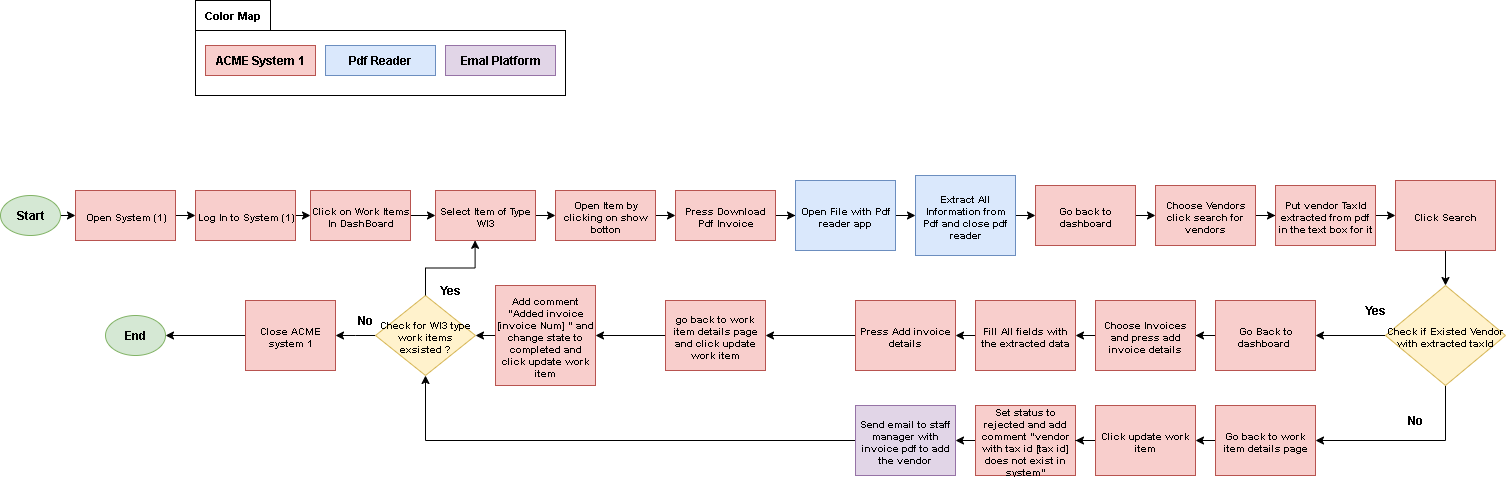 Color Map
ACME System 1
Pdf Reader
Emal Platform
Start
Open System (1)
Log In to System (1)
Click on Work Items
In DashBoard
Select Item of Type
WI3
Open Item by
clicking on show
botton
Press Download
Pdf Invoice
Open File with Pdf
reader app
Extract All
Information from
Pdf and close pdf
reader
Go back to
dashboard
Choose Vendors
click search for
vendors
Put vendor TaxId
extracted from pdf
in the text box for it
Click Search
Check if Existed Vendor
with extracted taxId
Yes
Go Back to
dashboard
Choose Invoices
and press add
invoice details
Fill All fields with
the extracted data
Press Add invoice
details
go back to work
item details page
and click update
work item
Add comment
"Added invoice
[invoice Num] " and
change state to
completed and
click update work
item
Check for WI3 type
work items
exsisted ?
Yes
No
Close ACME
system 1
End
No
Go back to work
item details page
Click update work
item
Set status to
rejected and add
comment "vendor
with tax id [tax id]
does not exist in
system"
Send email to staff
manager with
invoice pdf to add
the vendor